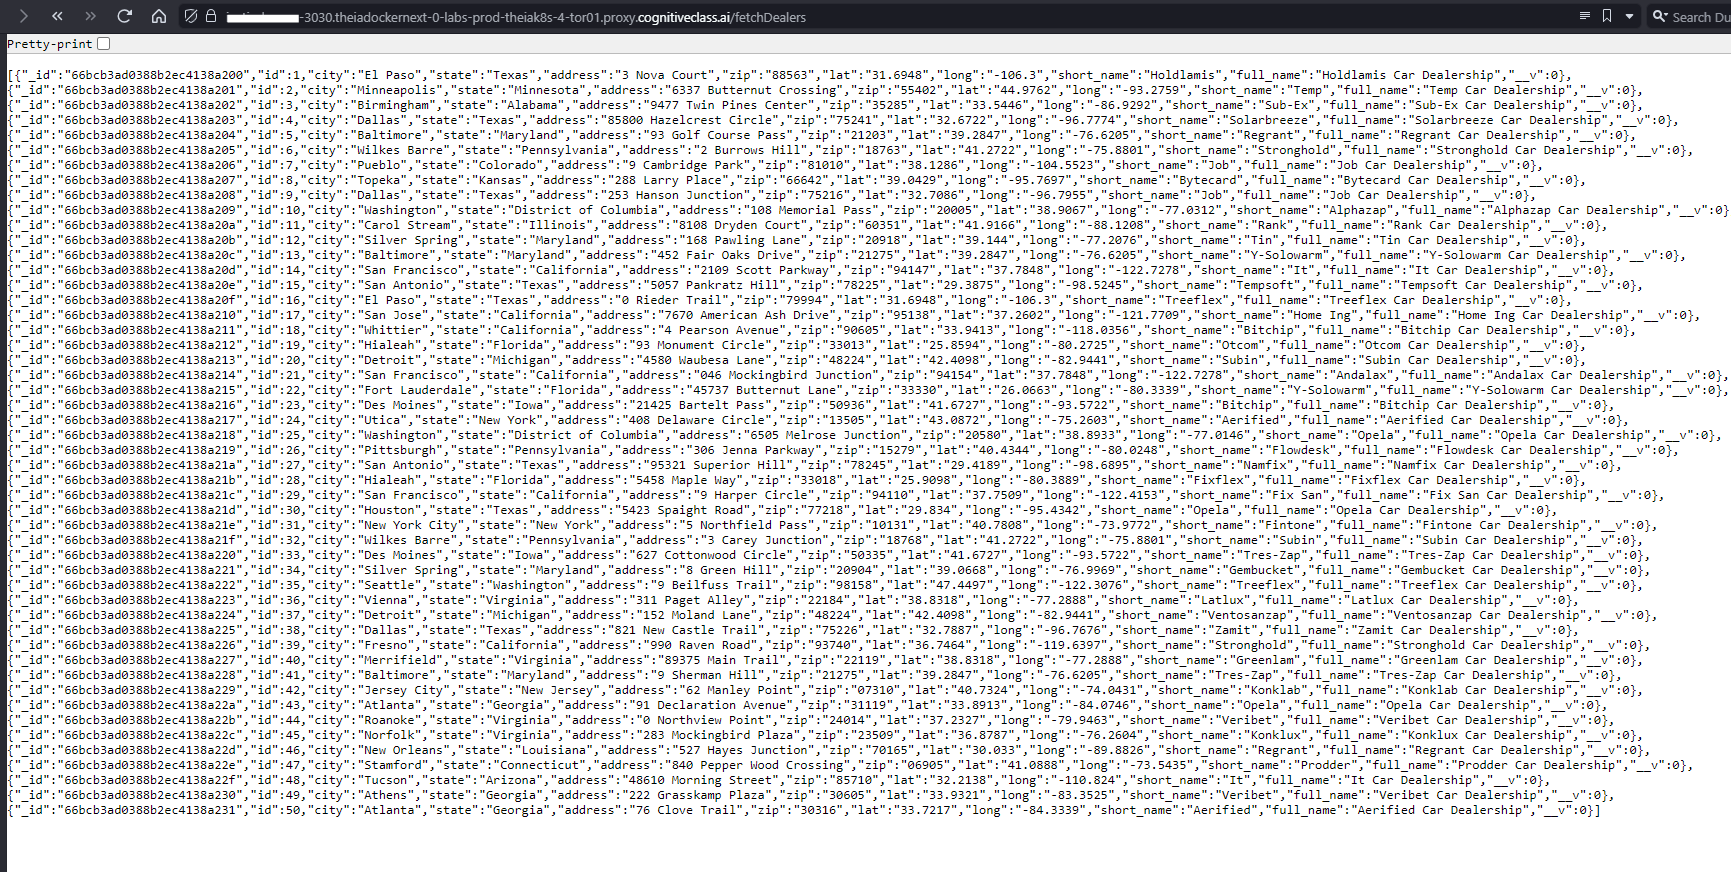 -3030.theiadockernext-0-labs-prod-theiak8s-4-tor01.proxy.cognitiveclass.ai/fetchDealers
Search Du
Pretty-print
[{"_id":"66bcb3ad0388b2ec4138a200","id":1,"city":"El Paso","state":"Texas","address":"3 Nova Court","zip":"88563","lat":"31.6948","long":"-106.3","short_name":"Holdlamis","full_name":"Holdlamis Car Dealership","__v":0},
{"_id":"66bcb3ad0388b2ec4138a201","id":2,"city":"Minneapolis","state":"Minnesota","address":"6337 Butternut Crossing","zip":"55402","lat":"44.9762","long":"-93.2759","short_name":"Temp","full_name":"Temp Car Dealership","__v":0},
{"_id":"66bcb3ad0388b2ec4138a202","id":3,"city":"Birmingham","state":"Alabama","address":"9477 Twin Pines Center","zip":"35285","lat":"33.5446","long":"-86.9292","short_name":"Sub-Ex","full_name":"Sub-Ex Car Dealership","__v":0},
{"_id":"66bcb3ad0388b2ec4138a203","id":4,"city":"Dallas","state":"Texas","address":"85800 Hazelcrest Circle","zip":"75241","lat":"32.6722","long":"-96.7774","short_name":"Solarbreeze","full_name":"Solarbreeze Car Dealership","__v":0},
{"_id":"66bcb3ad0388b2ec4138a204","id":5,"city":"Baltimore","state":"Maryland","address":"93 Golf Course Pass","zip":"21203","lat":"39.2847","long":"-76.6205","short_name":"Regrant","full_name":"Regrant Car Dealership","__v":0},
{"_id":"66bcb3ad0388b2ec4138a205","id":6,"city":"Wilkes Barre","state":"Pennsylvania","address":"2 Burrows Hill","zip":"18763","lat":"41.2722","long":"-75.8801","short_name":"Stronghold","full_name":"Stronghold Car Dealership","__v":0},
{"_id":"66bcb3ad0388b2ec4138a206","id":7,"city":"Pueblo","state":"Colorado","address":"9 Cambridge Park","zip":"81010","lat":"38.1286","long":"-104.5523","short_name":"Job","full_name":"Job Car Dealership","__v":0},
{"_id":"66bcb3ad0388b2ec4138a207","id":8,"city":"Topeka","state":"Kansas","address":"288 Larry Place","zip":"66642","lat":"39.0429","long":"-95.7697","short_name":"Bytecard","full_name":"Bytecard Car Dealership","__v":0},
{"_id":"66bcb3ad0388b2ec4138a208","id":9,"city":"Dallas","state":"Texas","address":"253 Hanson Junction","zip":"75216","lat":"32.7086","long":"-96.7955","short_name":"Job","full_name":"Job Car Dealership","__v":0},
{"_id":"66bcb3ad0388b2ec4138a209","id":10,"city":"Washington","state":"District of Columbia","address":"108 Memorial Pass","zip":"20005","lat":"38.9067","long":"-77.0312","short_name":"Alphazap","full_name":"Alphazap Car Dealership","__v":0},
{"_id":"66bcb3ad0388b2ec4138a20a","id":11,"city":"Carol Stream","state":"Illinois","address":"8108 Dryden Court","zip":"60351","lat":"41.9166","long":"-88.1208","short_name":"Rank","full_name":"Rank Car Dealership","__v":0},
{"_id":"66bcb3ad0388b2ec4138a20b","id":12,"city":"Silver Spring","state":"Maryland","address":"168 Pawling Lane","zip":"20918","lat":"39.144","long":"-77.2076","short_name":"Tin","full_name":"Tin Car Dealership","__v":0},
{"_id":"66bcb3ad0388b2ec4138a20c","id":13,"city":"Baltimore","state":"Maryland","address":"452 Fair Oaks Drive","zip":"21275","lat":"39.2847","long":"-76.6205","short_name":"Y-Solowarm","full_name":"Y-Solowarm Car Dealership","__v":0},
{"_id":"66bcb3ad0388b2ec4138a20d","id":14,"city":"San Francisco","state":"California","address":"2109 Scott Parkway","zip":"94147","lat":"37.7848","long":"-122.7278","short_name":"It","full_name":"It Car Dealership","__v":0},
{"_id":"66bcb3ad0388b2ec4138a20e","id":15,"city":"San Antonio","state":"Texas","address":"5057 Pankratz Hill","zip":"78225","lat":"29.3875","long":"-98.5245","short_name":"Tempsoft","full_name":"Tempsoft Car Dealership","__v":0},
{"_id":"66bcb3ad0388b2ec4138a20f","id":16,"city":"El Paso","state":"Texas","address":"0 Rieder Trail","zip":"79994","lat":"31.6948","long":"-106.3","short_name":"Treeflex","full_name":"Treeflex Car Dealership","__v":0},
{"_id":"66bcb3ad0388b2ec4138a210","id":17,"city":"San Jose","state":"California","address":"7670 American Ash Drive","zip":"95138","lat":"37.2602","long":"-121.7709","short_name":"Home Ing","full_name":"Home Ing Car Dealership","__v":0},
{"_id":"66bcb3ad0388b2ec4138a211","id":18,"city":"Whittier","state":"California","address":"4 Pearson Avenue","zip":"90605","lat":"33.9413","long":"-118.0356","short_name":"Bitchip","full_name":"Bitchip Car Dealership","__v":0},
{"_id":"66bcb3ad0388b2ec4138a212","id":19,"city":"Hialeah","state":"Florida","address":"93 Monument Circle","zip":"33013","lat":"25.8594","long":"-80.2725","short_name":"Otcom","full_name":"Otcom Car Dealership","__v":0},
{"_id":"66bcb3ad0388b2ec4138a213","id":20,"city":"Detroit","state":"Michigan","address":"4580 Waubesa Lane","zip":"48224","lat":"42.4098","long":"-82.9441","short_name":"Subin","full_name":"Subin Car Dealership","__v":0},
{"_id":"66bcb3ad0388b2ec4138a214","id":21,"city":"San Francisco","state":"California","address":"046 Mockingbird Junction","zip":"94154","lat":"37.7848","long":"-122.7278","short_name":"Andalax","full_name":"Andalax Car Dealership","__v":0},
{"_id":"66bcb3ad0388b2ec4138a215","id":22,"city":"Fort Lauderdale","state":"Florida","address":"45737 Butternut Lane","zip":"33330","lat":"26.0663","long":"-80.3339","short_name":"Y-Solowarm","full_name":"Y-Solowarm Car Dealership","__v":0},
{"_id":"66bcb3ad0388b2ec4138a216","id":23,"city":"Des Moines","state":"Iowa","address":"21425 Bartelt Pass","zip":"50936","lat":"41.6727","long":"-93.5722","short_name":"Bitchip","full_name":"Bitchip Car Dealership","__v":0},
{"_id":"66bcb3ad0388b2ec4138a217","id":24,"city":"Utica","state":"New York","address":"408 Delaware Circle","zip":"13505","lat":"43.0872","long":"-75.2603","short_name":"Aerified","full_name":"Aerified Car Dealership","__v":0},
{"_id":"66bcb3ad0388b2ec4138a218","id":25,"city":"Washington","state":"District of Columbia","address":"6505 Melrose Junction","zip":"20580","lat":"38.8933","long":"-77.0146","short_name":"Opela","full_name":"Opela Car Dealership","__v":0},
{"_id":"66bcb3ad0388b2ec4138a219","id":26,"city":"Pittsburgh","state":"Pennsylvania","address":"306 Jenna Parkway","zip":"15279","lat":"40.4344","long":"-80.0248","short_name":"Flowdesk","full_name":"Flowdesk Car Dealership","__v":0},
{"_id":"66bcb3ad0388b2ec4138a21a","id":27,"city":"San Antonio","state":"Texas","address":"95321 Superior Hill","zip":"78245","lat":"29.4189","long":"-98.6895","short_name":"Namfix","full_name":"Namfix Car Dealership","__v":0},
{"_id":"66bcb3ad0388b2ec4138a21b","id":28,"city":"Hialeah","state":"Florida","address":"5458 Maple Way","zip":"33018","lat":"25.9098","long":"-80.3889","short_name":"Fixflex","full_name":"Fixflex Car Dealership","__v":0},
{"_id":"66bcb3ad0388b2ec4138a21c","id":29,"city":"San Francisco","state":"California","address":"9 Harper Circle","zip":"94110","lat":"37.7509","long":"-122.4153","short_name":"Fix San","full_name":"Fix San Car Dealership","__v":0},
{"_id":"66bcb3ad0388b2ec4138a21d","id":30,"city":"Houston","state":"Texas","address":"5423 Spaight Road","zip":"77218","lat":"29.834","long":"-95.4342","short_name":"Opela","full_name":"Opela Car Dealership","__v":0},
{"_id":"66bcb3ad0388b2ec4138a21e","id":31,"city":"New York City","state":"New York","address":"5 Northfield Pass","zip":"10131","lat":"40.7808","long":"-73.9772","short_name":"Fintone","full_name":"Fintone Car Dealership","__v":0},
{"_id":"66bcb3ad0388b2ec4138a21f","id":32,"city":"Wilkes Barre","state":"Pennsylvania","address":"3 Carey Junction","zip":"18768","lat":"41.2722","long":"-75.8801","short_name":"Subin","full_name":"Subin Car Dealership","__v":0},
{"_id":"66bcb3ad0388b2ec4138a220","id":33,"city":"Des Moines","state":"Iowa","address":"627 Cottonwood Circle","zip":"50335","lat":"41.6727","long":"-93.5722","short_name":"Tres-Zap","full_name":"Tres-Zap Car Dealership","__v":0},
{"_id":"66bcb3ad0388b2ec4138a221","id":34,"city":"Silver Spring","state":"Maryland","address":"8 Green Hill","zip":"20904","lat":"39.0668","long":"-76.9969","short_name":"Gembucket","full_name":"Gembucket Car Dealership","__v":0},
{"_id":"66bcb3ad0388b2ec4138a222","id":35,"city":"Seattle","state":"Washington","address":"9 Beilfuss Trail","zip":"98158","lat":"47.4497","long":"-122.3076","short_name":"Treeflex","full_name":"Treeflex Car Dealership","__v":0},
{"_id":"66bcb3ad0388b2ec4138a223","id":36,"city":"Vienna","state":"Virginia","address":"311 Paget Alley","zip":"22184","lat":"38.8318","long":"-77.2888","short_name":"Latlux","full_name":"Latlux Car Dealership","__v":0},
{"_id":"66bcb3ad0388b2ec4138a224","id":37,"city":"Detroit","state":"Michigan","address":"152 Moland Lane","zip":"48224","lat":"42.4098","long":"-82.9441","short_name":"Ventosanzap","full_name":"Ventosanzap Car Dealership","__v":0},
{"_id":"66bcb3ad0388b2ec4138a225","id":38,"city":"Dallas","state":"Texas","address":"821 New Castle Trail","zip":"75226","lat":"32.7887","long":"-96.7676","short_name":"Zamit","full_name":"Zamit Car Dealership","__v":0},
{"_id":"66bcb3ad0388b2ec4138a226","id":39,"city":"Fresno","state":"California","address":"990 Raven Road","zip":"93740","lat":"36.7464","long":"-119.6397","short_name":"Stronghold","full_name":"Stronghold Car Dealership","__v":0},
{"_id":"66bcb3ad0388b2ec4138a227","id":40,"city":"Merrifield","state":"Virginia","address":"89375 Main Trail","zip":"22119","lat":"38.8318","long":"-77.2888","short_name":"Greenlam","full_name":"Greenlam Car Dealership","__v":0},
{"_id":"66bcb3ad0388b2ec4138a228","id":41,"city":"Baltimore","state":"Maryland","address":"9 Sherman Hill","zip":"21275","lat":"39.2847","long":"-76.6205","short_name":"Tres-Zap","full_name":"Tres-Zap Car Dealership","__v":0},
{"_id":"66bcb3ad0388b2ec4138a229","id":42,"city":"Jersey City","state":"New Jersey","address":"62 Manley Point","zip":"07310","lat":"40.7324","long":"-74.0431","short_name":"Konklab","full_name":"Konklab Car Dealership","__v":0},
{"_id":"66bcb3ad0388b2ec4138a22a","id":43,"city":"Atlanta","state":"Georgia","address":"91 Declaration Avenue","zip":"31119","lat":"33.8913","long":"-84.0746","short_name":"Opela","full_name":"Opela Car Dealership","__v":0},
{"_id":"66bcb3ad0388b2ec4138a22b","id":44,"city":"Roanoke","state":"Virginia","address":"0 Northview Point","zip":"24014","lat":"37.2327","long":"-79.9463","short_name":"Veribet","full_name":"Veribet Car Dealership","__v":0},
{"_id":"66bcb3ad0388b2ec4138a22c","id":45,"city":"Norfolk","state":"Virginia","address":"283 Mockingbird Plaza","zip":"23509","lat":"36.8787","long":"-76.2604","short_name":"Konklux","full_name":"Konklux Car Dealership","__v":0},
{"_id":"66bcb3ad0388b2ec4138a22d","id":46,"city":"New Orleans","state":"Louisiana","address":"527 Hayes Junction","zip":"70165","lat":"30.033","long":"-89.8826","short_name":"Regrant","full_name":"Regrant Car Dealership","__v":0},
{"_id":"66bcb3ad0388b2ec4138a22e","id":47,"city":"Stamford","state":"Connecticut","address":"840 Pepper Wood Crossing","zip":"06905","lat":"41.0888","long":"-73.5435","short_name":"Prodder","full_name":"Prodder Car Dealership","__v":0},
{"_id":"66bcb3ad0388b2ec4138a22f","id":48,"city":"Tucson","state":"Arizona","address":"48610 Morning Street","zip":"85710","lat":"32.2138","long":"-110.824","short_name":"It","full_name":"It Car Dealership","__v":0},
{"_id":"66bcb3ad0388b2ec4138a230","id":49,"city":"Athens","state":"Georgia","address":"222 Grasskamp Plaza","zip":"30605","lat":"33.9321","long":"-83.3525","short_name":"Veribet","full_name":"Veribet Car Dealership","__v":0},
{"_id":"66bcb3ad0388b2ec4138a231","id":50,"city":"Atlanta","state":"Georgia","address":"76 Clove Trail","zip":"30316","lat":"33.7217","long":"-84.3339","short_name":"Aerified","full_name":"Aerified Car Dealership","__v":0}]